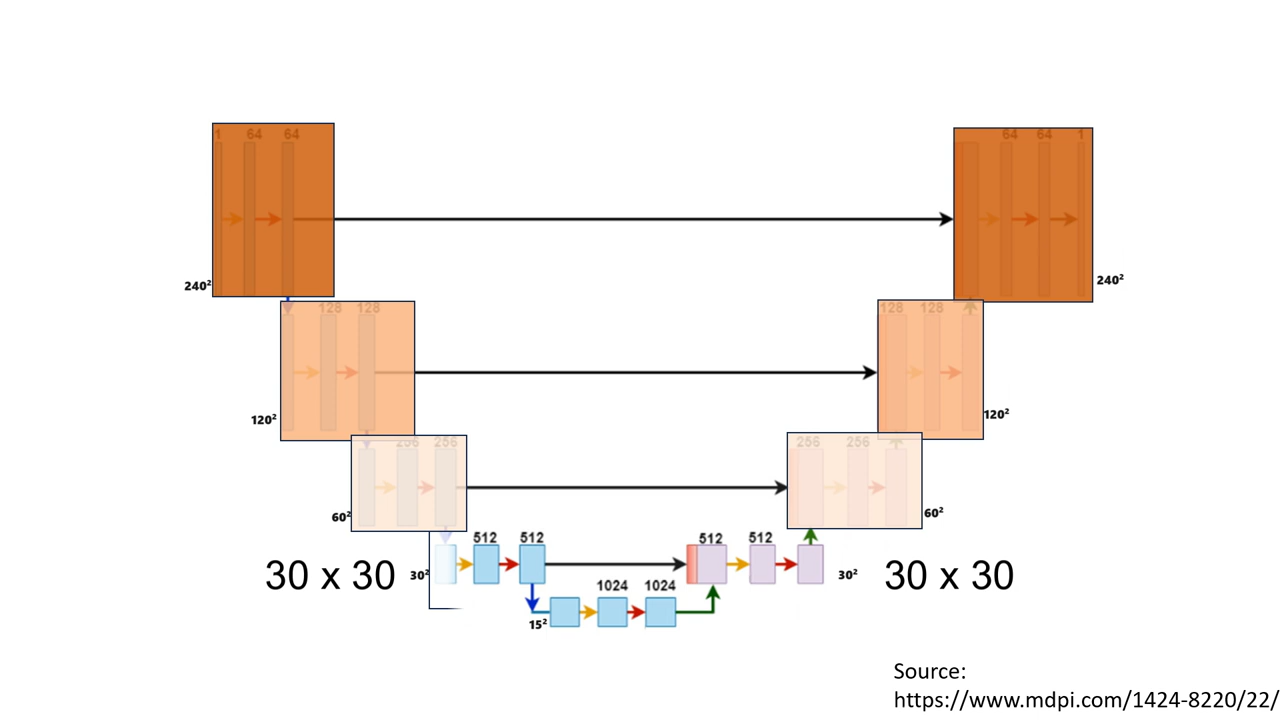 1 64 64
64 64 1
240²
240²
128 128
128 128
120²
120²
256 256
256 256
60²
60²
512 512
512 512
30 x 30
30²
30²
30 x 30
1024 1024
15²
Source:
https://www.mdpi.com/1424-8220/22/